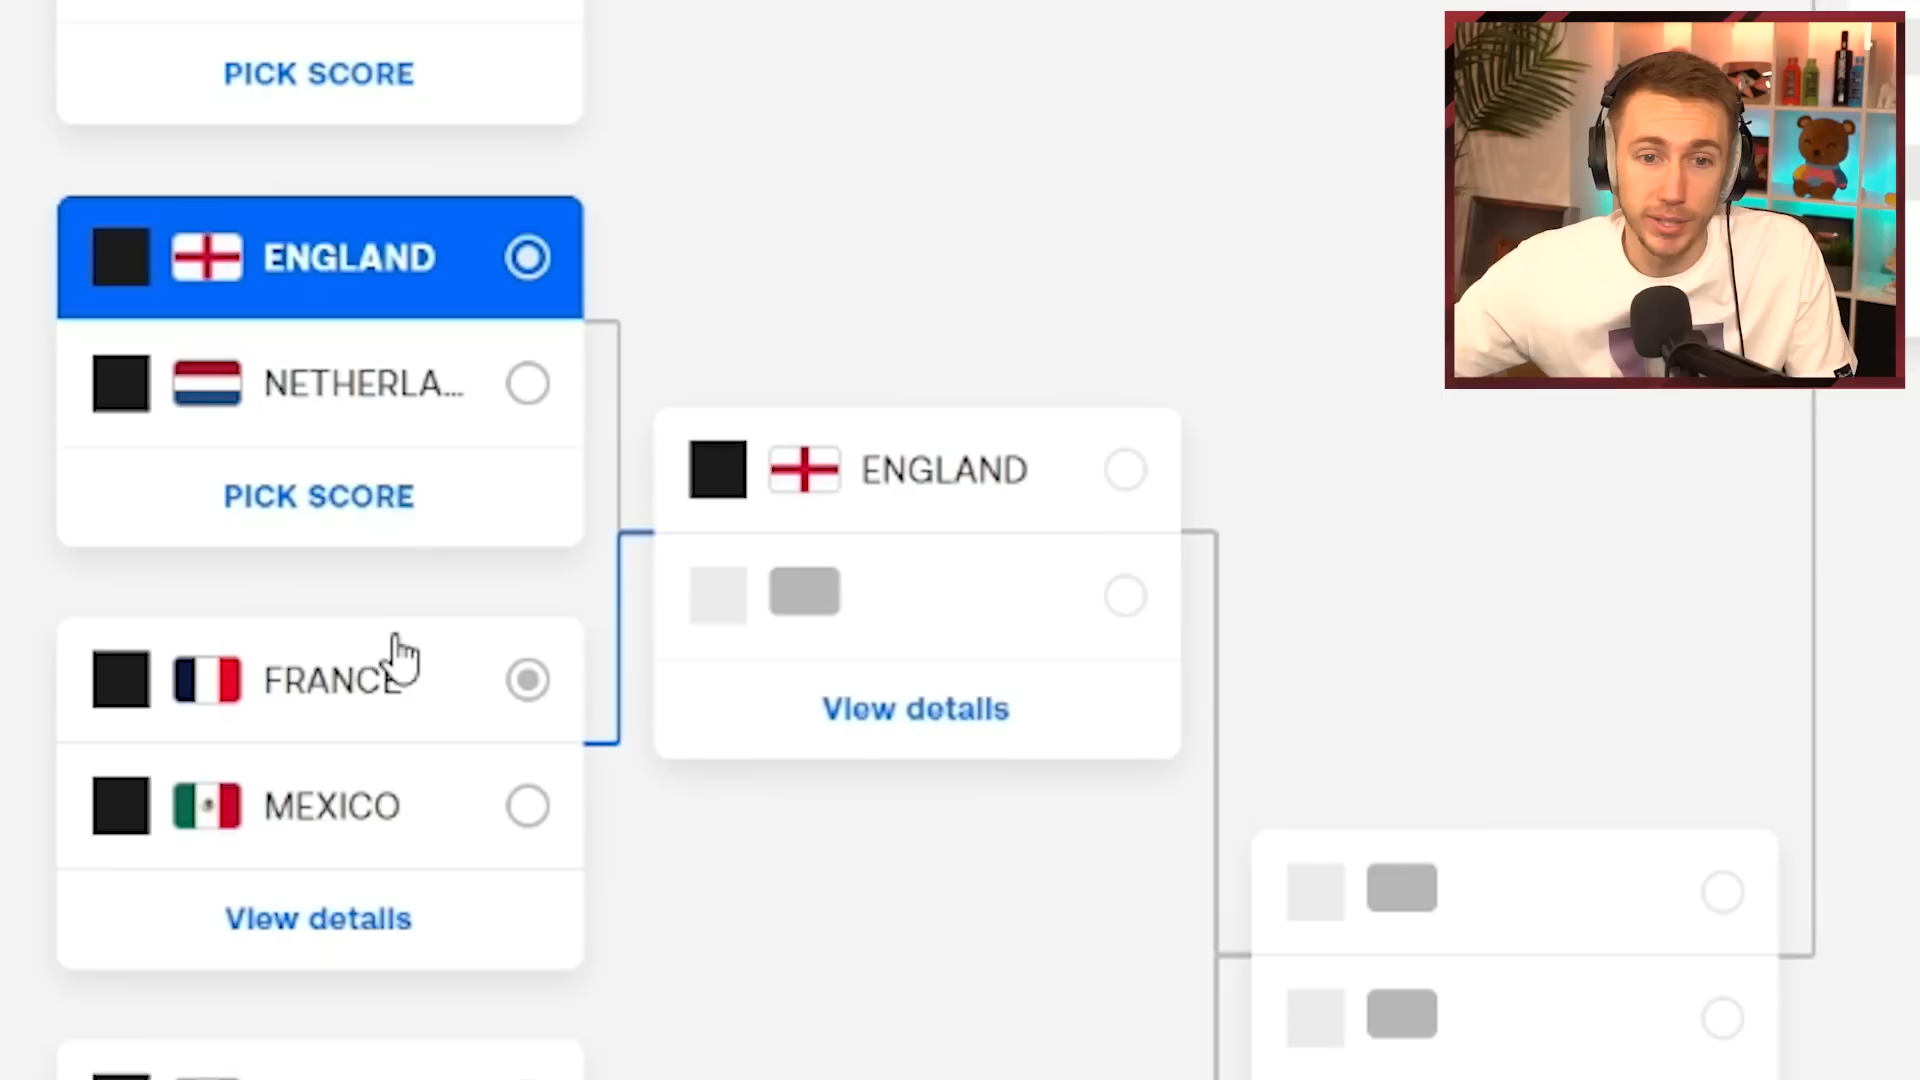 PICK SCORE
ENGLAND
NETHERLA...
PICK SCORE
ENGLAND
View details
FRANCE
MEXICO
View details